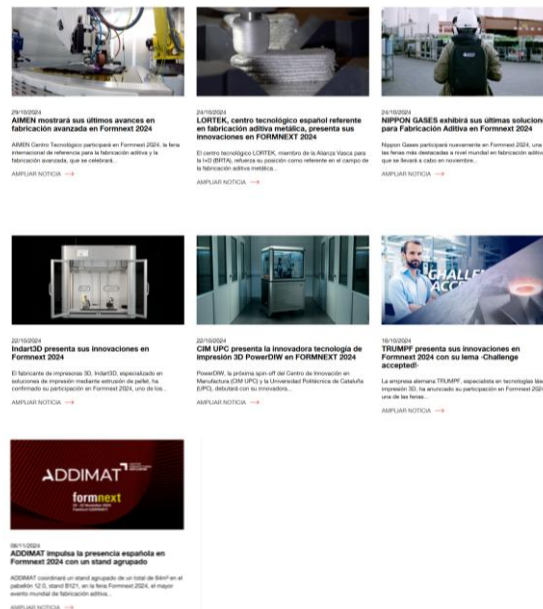 29/10/2024
AIMEN mostrará sus últimos avances en
fabricación avanzada en Formnext 2024
AIMEN Centro Tecnológico participará en Formnext 2024, la feria
internacional de referencia para la fabricación aditiva y la
fabricación avanzada, que se celebrará...
AMPLIAR NOTICIA
24/10/2024
LORTEK, centro tecnológico español referente
en fabricación aditiva metálica, presenta sus
innovaciones en FORMNEXT 2024
El centro tecnológico LORTEK, miembro de la Alianza Vasca para
la I+D (BRTA), refuerza su posición como referente en el campo de
la fabricación aditiva metálica...
AMPLIAR NOTICIA
24/10/2024
NIPPON GASES exhibirá sus últimas solucione
para Fabricación Aditiva en Formnext 2024
Nippon Gases participará nuevamente en Formnext 2024, una
las ferias más destacadas a nivel mundial en fabricación aditiva
que se llevará a cabo en noviembre...
AMPLIAR NOTICIA
22/10/2024
Indart3D presenta sus innovaciones en
Formnext 2024
El fabricante de impresoras 3D, Indart3D, especializado en
soluciones de impresión mediante extrusión de pellet, ha
confirmado su participación en Formnext 2024, uno de los...
AMPLIAR NOTICIA
22/10/2024
CIM UPC presenta la innovadora tecnología de
impresión 3D PowerDIW en FORMNEXT 2024
PowerDIW, la próxima spin-off del Centro de Innovación en
Manufactura (CIM UPC) y la Universidad Politécnica de Cataluña
(UPC), debutará con su innovadora...
AMPLIAR NOTICIA
CHALLE
ACCE
16/10/2024
TRUMPF presenta sus innovaciones en
Formnext 2024 con su lema ‹Challenge
accepted!›
La empresa alemana TRUMPF, especialista en tecnologías láse
impresión 3D, ha anunciado su participación en Formnext 2024
una de las ferias...
AMPLIAR NOTICIA
ADDIMAT
formnext
08/11/2024
ADDIMAT impulsa la presencia española en
Formnext 2024 con un stand agrupado
ADDIMAT coordinará un stand agrupado de un total de 84m² en el
pabellón 12.0, stand B121, en la feria Formnext 2024, el mayor
evento mundial de fabricación aditiva...
AMPLIAR NOTICIA